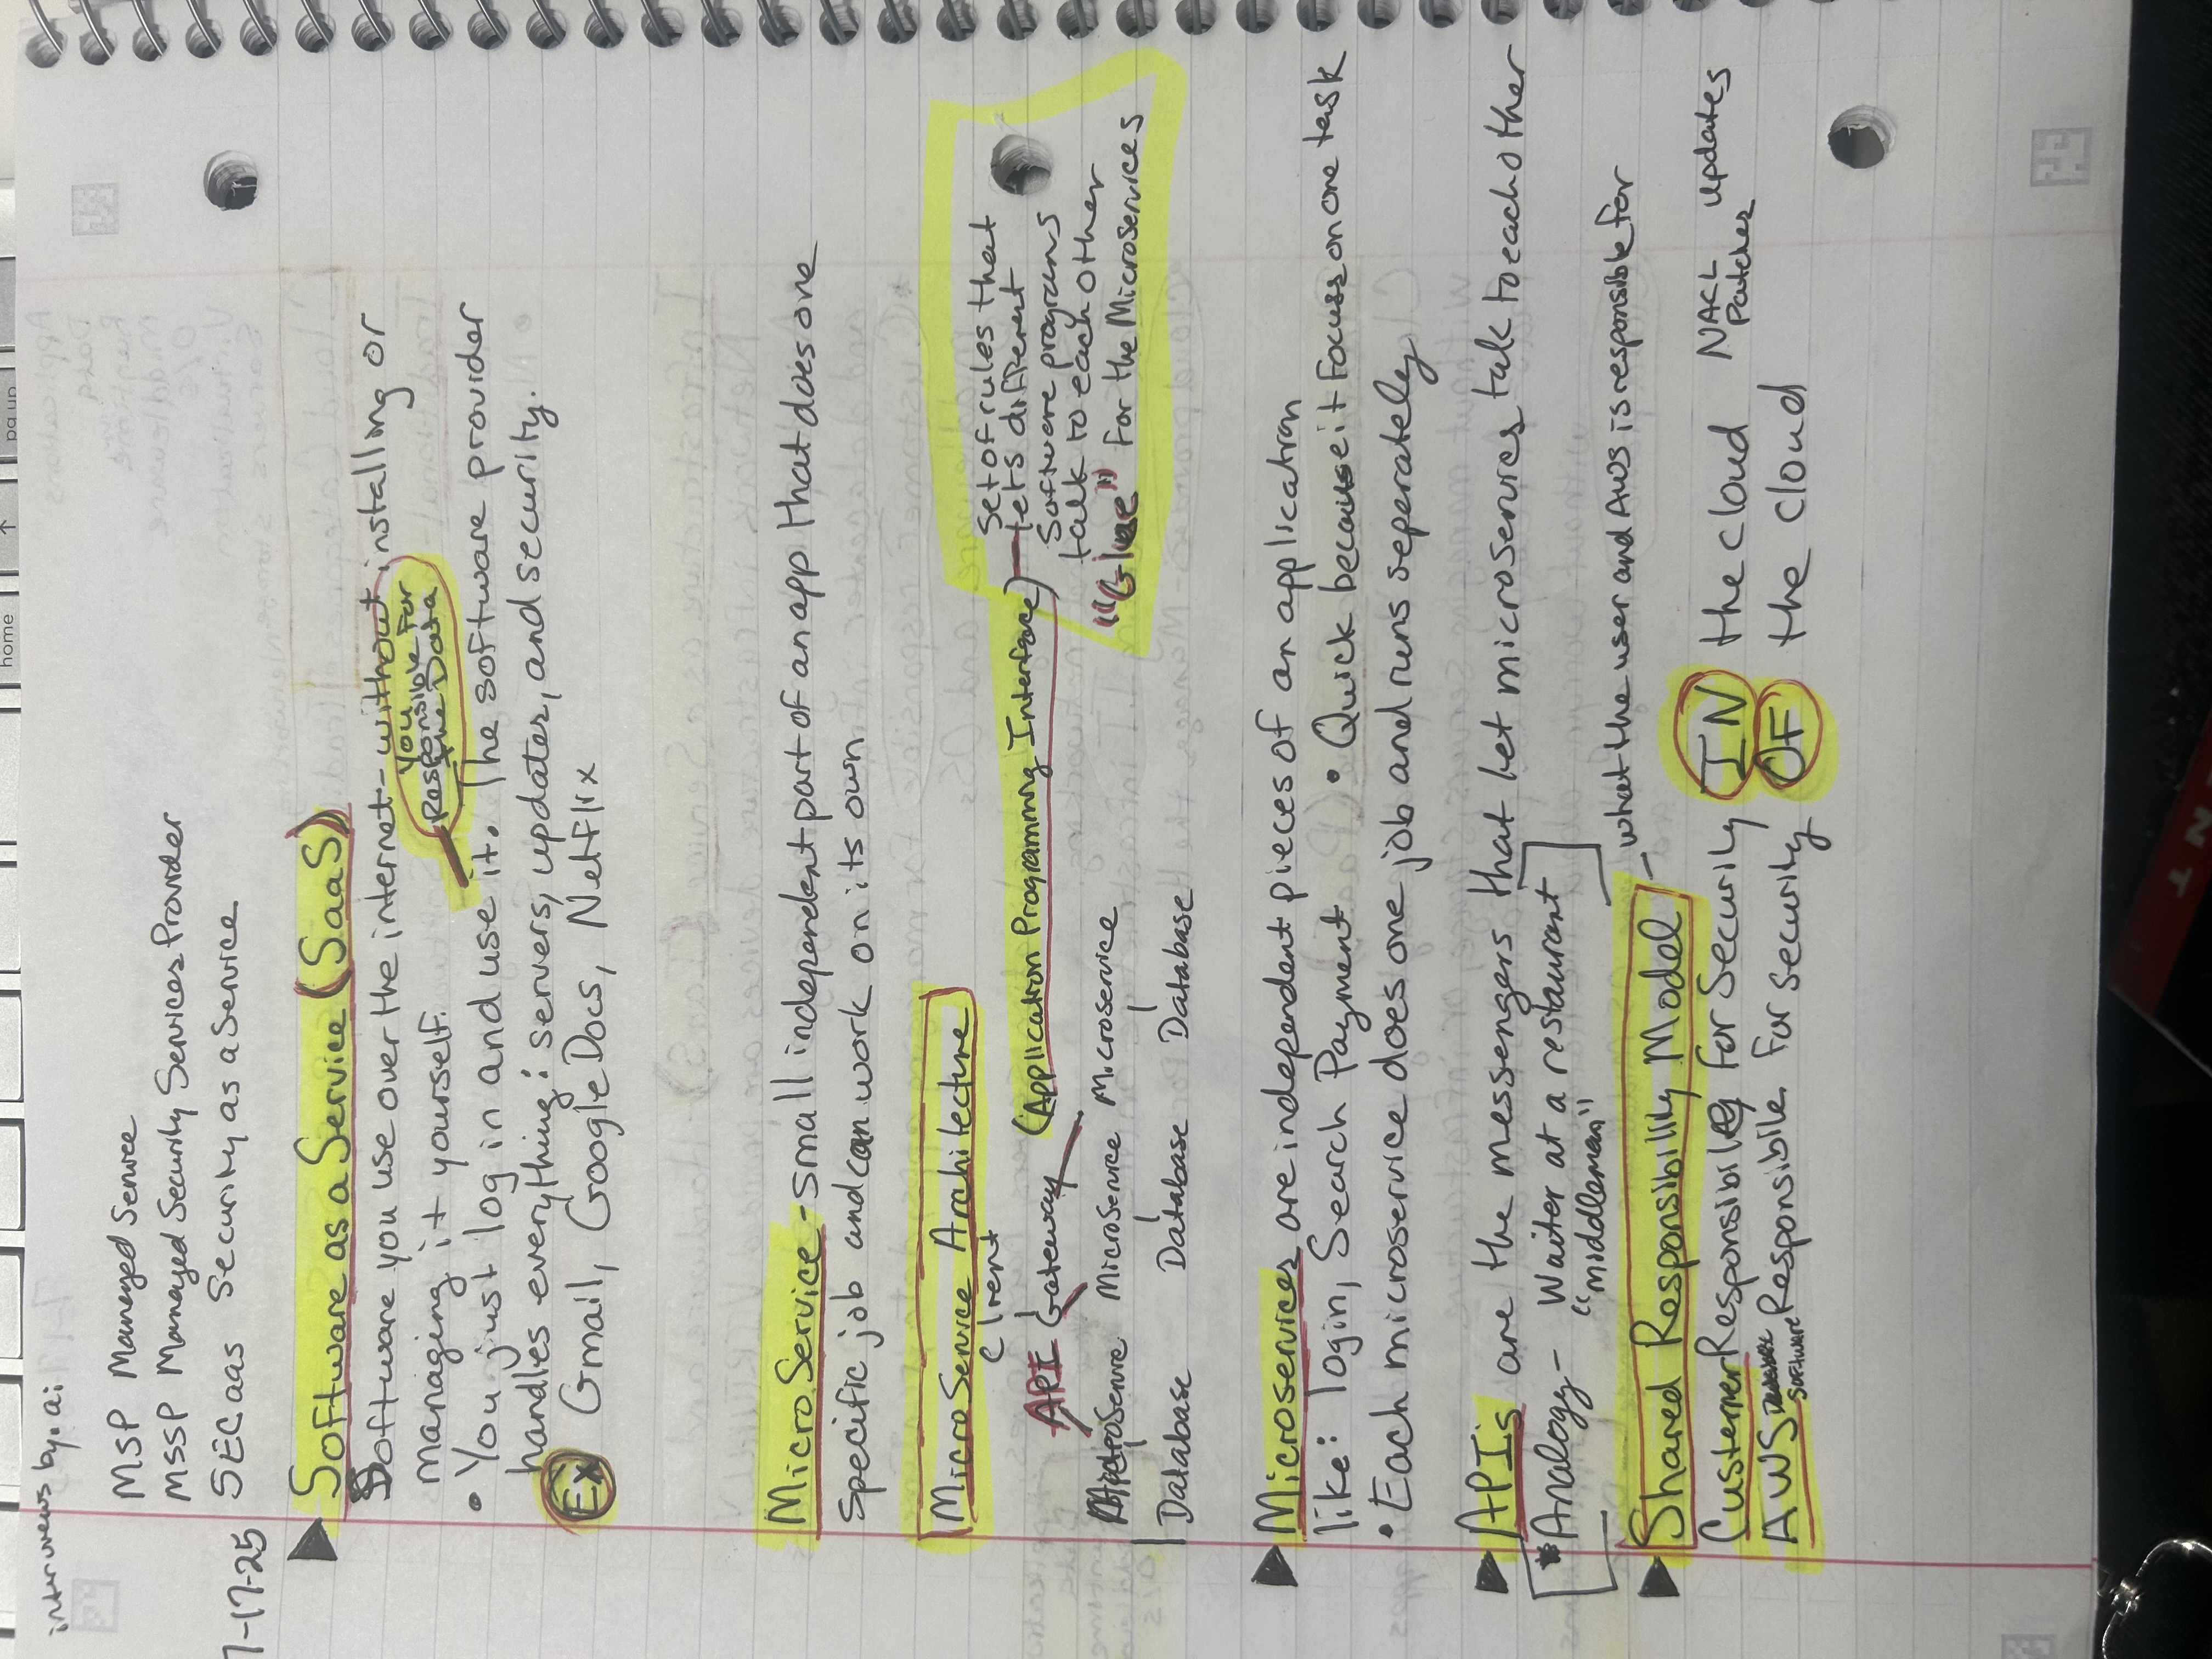 home ↑ pg up
interviews by.ai
MSP Managed Service
MSSP Managed Security Services Provider
7-17-25 SECaas Security as a Service
Software as a Service (SaaS)
Software you use over the internet - without installing or
managing it yourself.
You Responsible for the Data
• You just log in and use it. The software provider
handles everything: servers, updates, and security.
Ex Gmail, Google Docs, Netflix
MicroService - small independent part of an app that does one
specific job and can work on its own
MicroService Architecture
Client
API Gateway (Application Programming Interface)
set of rules that
lets different
Software programs
talk to each other
"Glue" for the Microservices
MicroService Microservice Microservice
Database Database Database
Microservices are independent pieces of an application
like: login, Search Payment • Quick because it Focuses on one task
• Each microservice does one job and runs seperately
APIs are the messengers that let microservices talk to each other
*Analogy - Waiter at a restaurant
"middleman"
Shared Responsibility Model - what the user and AWS is responsible for
Customer Responsibile for Security IN the cloud NACL updates
Patches
AWS Software Responsibile for security OF the cloud